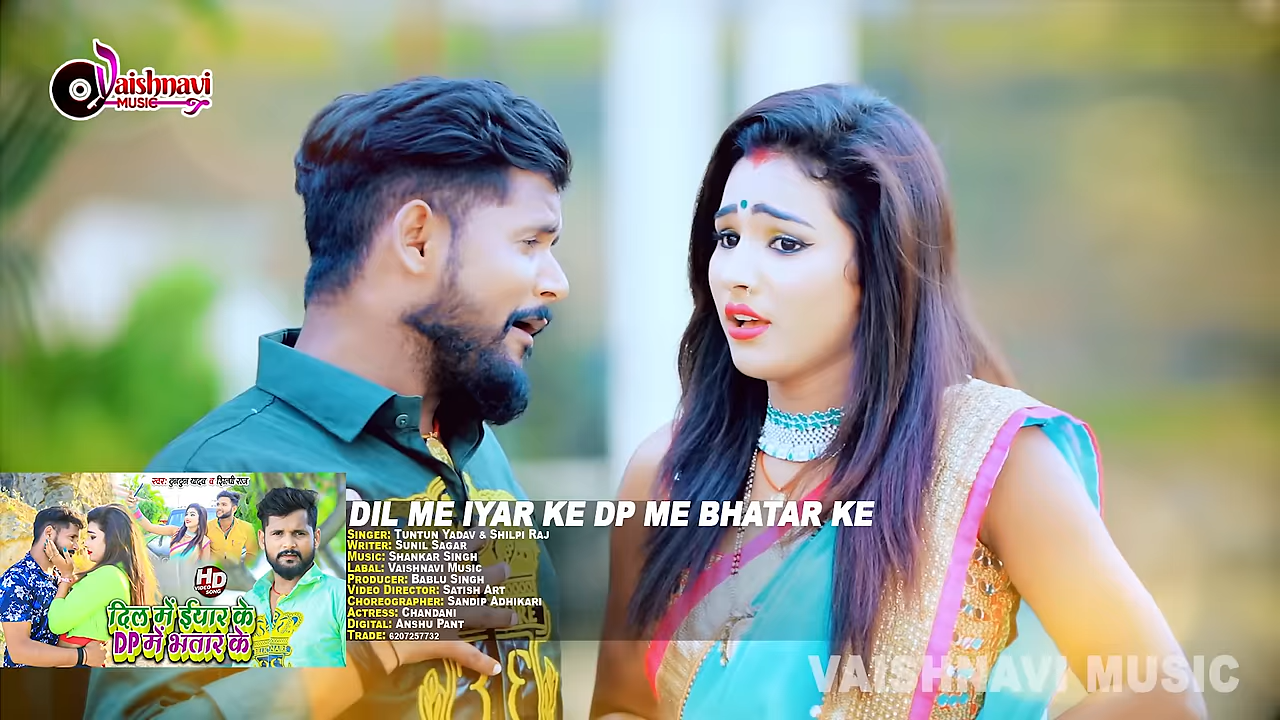 Vaishnavi
MUSIC
स्वर: टुनटुन यादव व शिल्पी राज
HD
VIDEO
SONG
दिल में ईयार के
DP में भतार के
DIL ME IYAR KE DP ME BHATAR KE
SINGER: TUNTUN YADAV & SHILPI RAJ
WRITER: SUNIL SAGAR
MUSIC: SHANKAR SINGH
LABAL: VAISHNAVI MUSIC
PRODUCER: BABLU SINGH
VIDEO DIRECTOR: SATISH ART
CHOREOGRAPHER: SANDIP ADHIKARI
ACTRESS: CHANDANI
DIGITAL: ANSHU PANT
TRADE: 6207257732
VAISHNAVI MUSIC